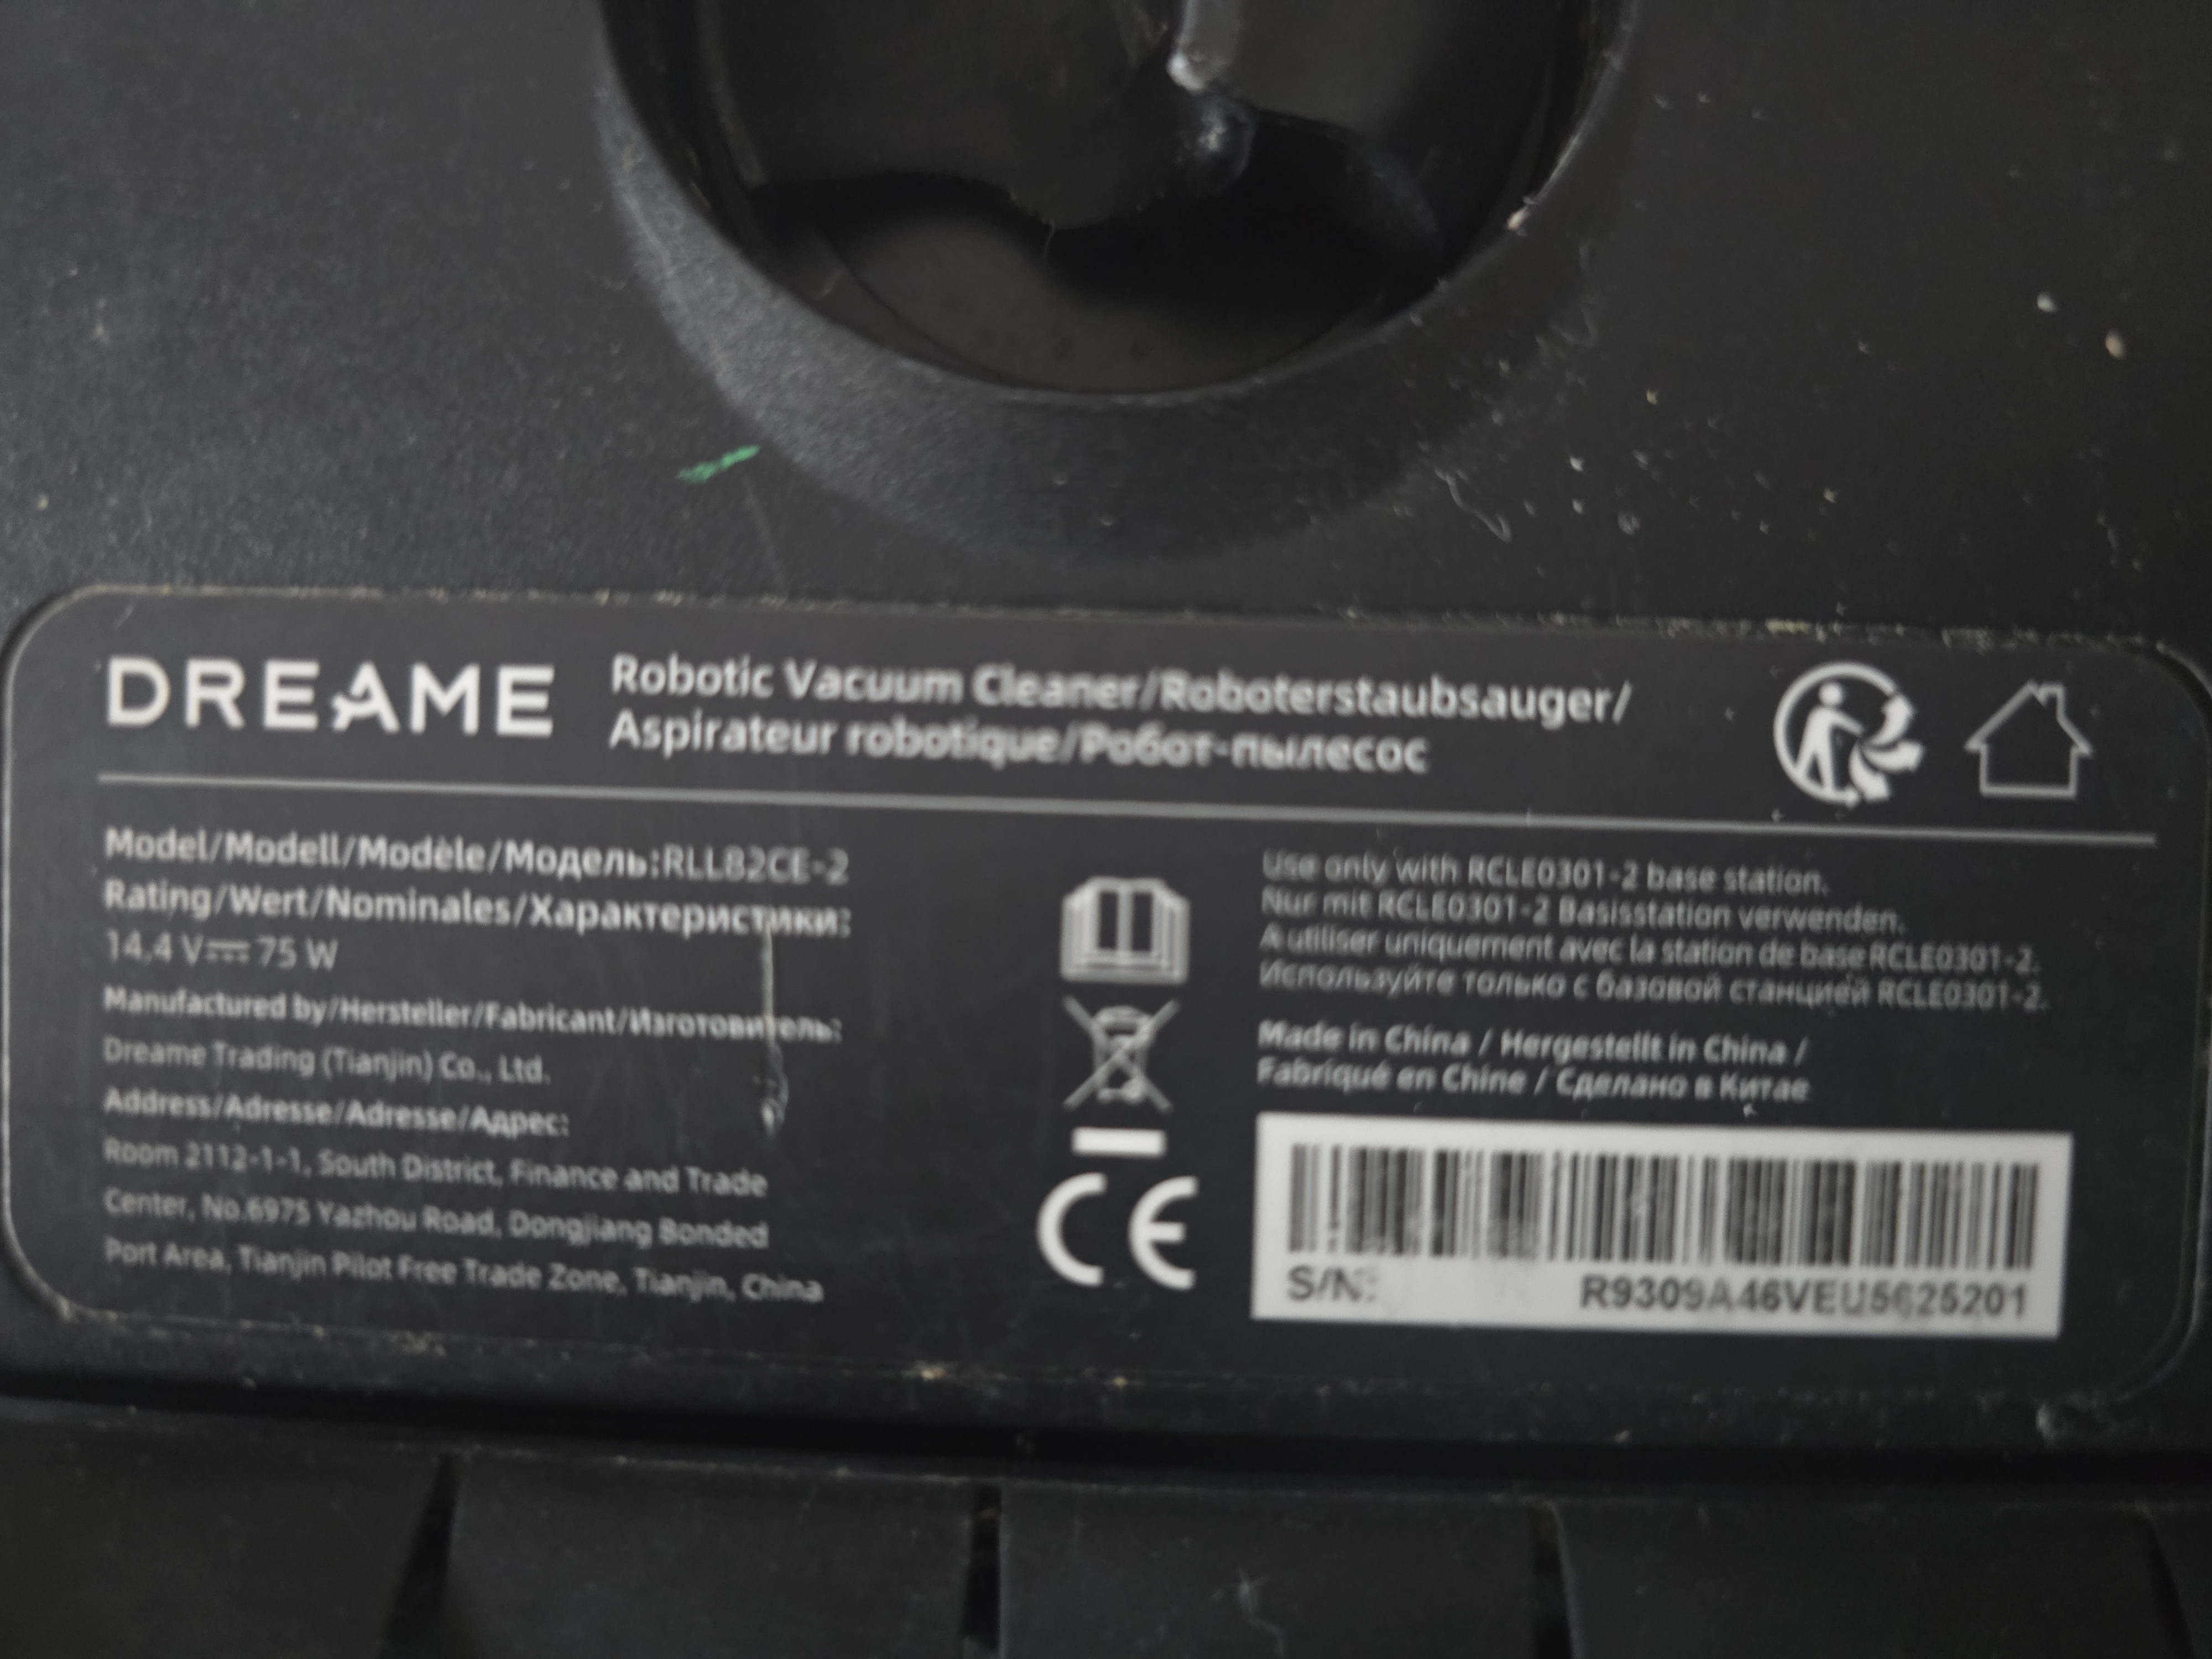 DREAME
Robotic Vacuum Cleaner/Roboterstaubsauger/
Aspirateur robotique/Робот-пылесос
Model/Modell/Modèle/Модель:RLL82CE-2
Rating/Wert/Nominales/Характеристики:
14.4 V⎓75 W
Manufactured by/Hersteller/Fabricant/Изготовитель:
Dreame Trading (Tianjin) Co., Ltd.
Address/Adresse/Adresse/Адрес:
Room 2112-1-1, South District, Finance and Trade
Center, No.6975 Yazhou Road, Dongjiang Bonded
Port Area, Tianjin Pilot Free Trade Zone, Tianjin, China
CE
Use only with RCLE0301-2 base station.
Nur mit RCLE0301-2 Basisstation verwenden.
A utiliser uniquement avec la station de base RCLE0301-2.
Используйте только с базовой станцией RCLE0301-2.
Made in China / Hergestellt in China /
Fabriqué en Chine / Сделано в Китае
S/N: